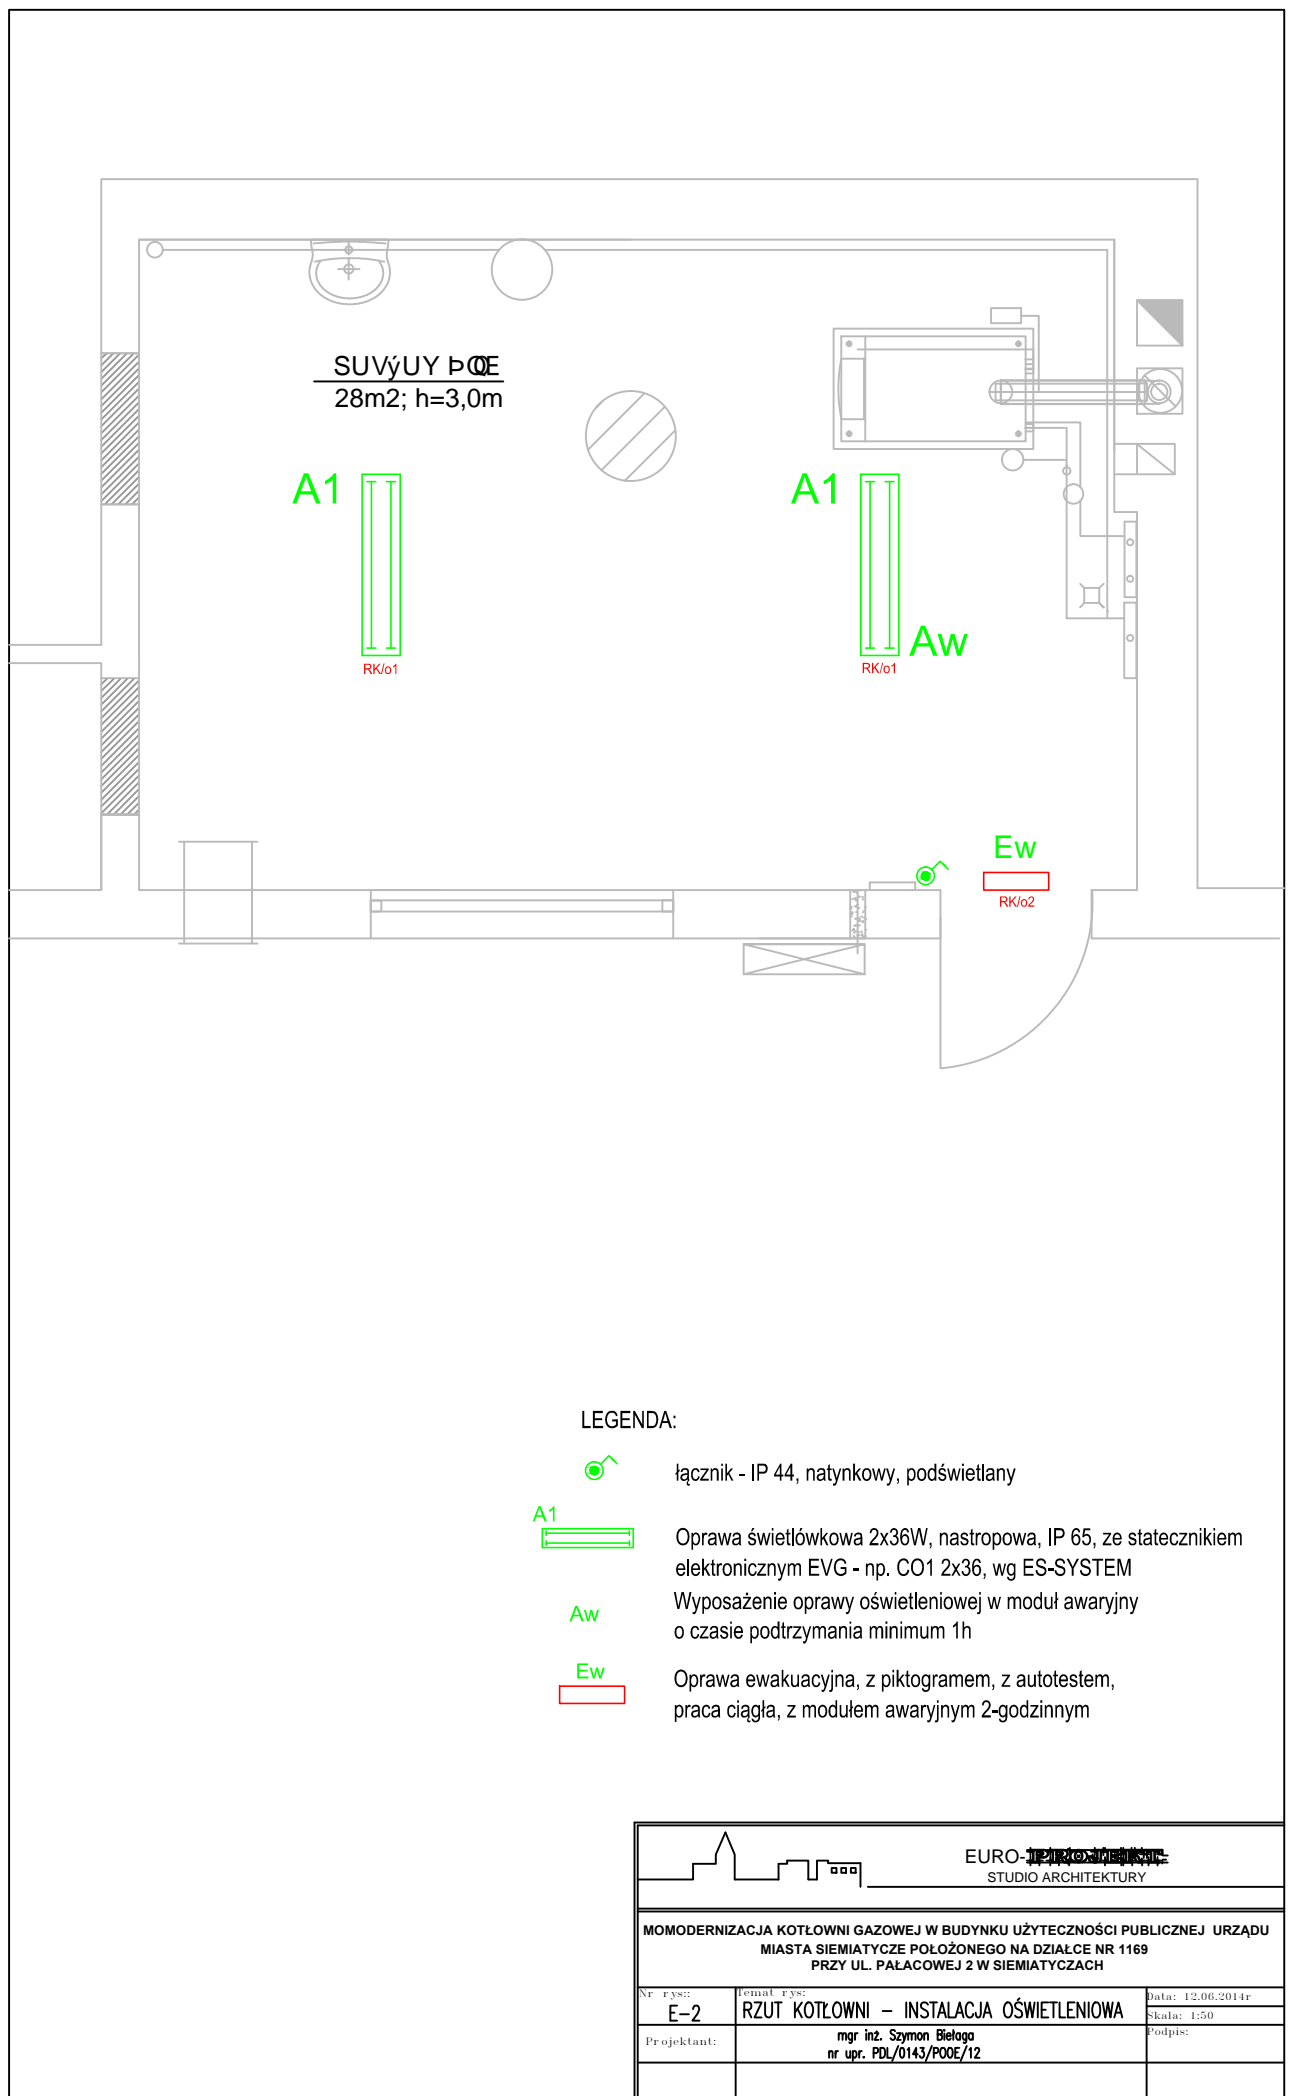 28m2; h=3,0m
A1
A1
Aw
RK/o1
RK/o1
Ew
RK/o2
LEGENDA:
łącznik - IP 44, natynkowy, podświetlany
A1
Oprawa świetlówkowa 2x36W, nastropowa, IP 65, ze statecznikiem
elektronicznym EVG - np. CO1 2x36, wg ES-SYSTEM
Aw
Wyposażenie oprawy oświetleniowej w moduł awaryjny
o czasie podtrzymania minimum 1h
Ew
Oprawa ewakuacyjna, z piktogramem, z autotestem,
praca ciągła, z modułem awaryjnym 2-godzinnym
EURO-
STUDIO ARCHITEKTURY
MOMODERNIZACJA KOTŁOWNI GAZOWEJ W BUDYNKU UŻYTECZNOŚCI PUBLICZNEJ URZĄDU
MIASTA SIEMIATYCZE POŁOŻONEGO NA DZIAŁCE NR 1169
PRZY UL. PAŁACOWEJ 2 W SIEMIATYCZACH
Nr rys::
E-2
Temat rys:
RZUT KOTŁOWNI – INSTALACJA OŚWIETLENIOWA
Data: 12.06.2014r
Skala: 1:50
Projektant:
mgr inż. Szymon Biełaga
nr upr. PDL/0143/POOE/12
Podpis: